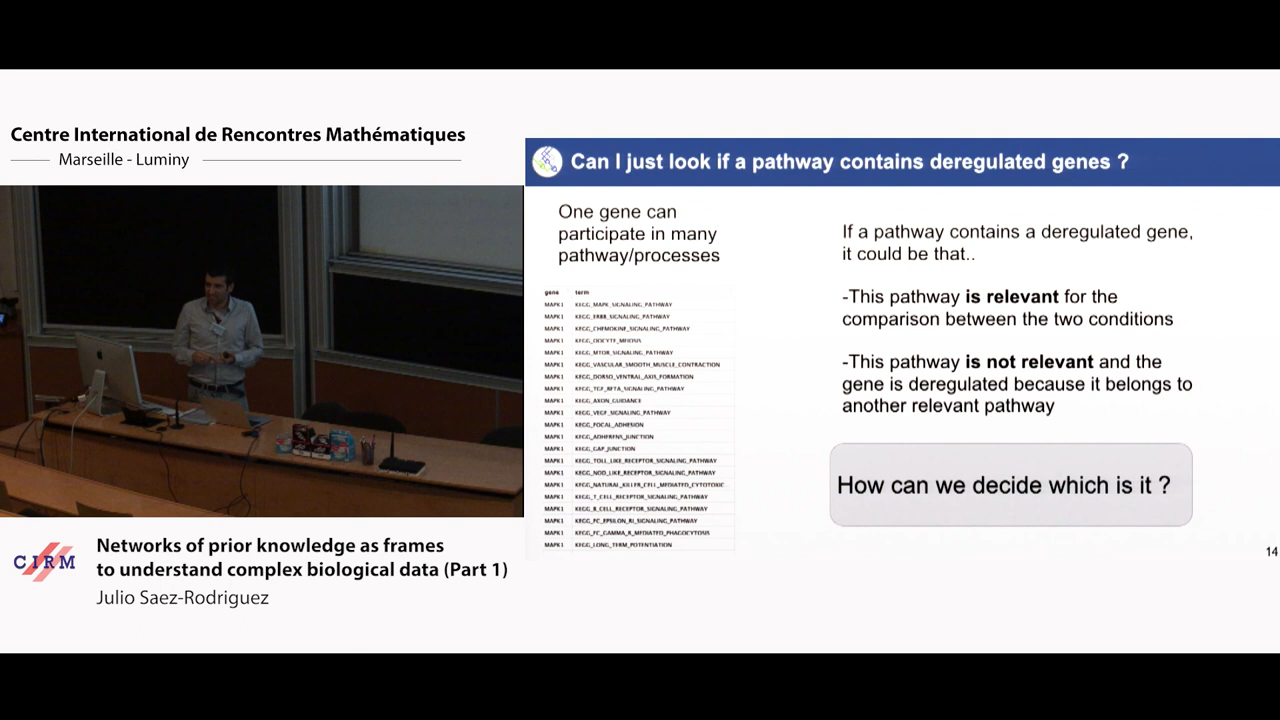 Centre International de Rencontres Mathématiques
Marseille - Luminy
Can I just look if a pathway contains deregulated genes ?
One gene can
participate in many
pathway/processes
gene term
MAPK1 KEGG_MAPK_SIGNALING_PATHWAY
MAPK1 KEGG_ERBB_SIGNALING_PATHWAY
MAPK1 KEGG_CHEMOKINE_SIGNALING_PATHWAY
MAPK1 KEGG_OOCYTE_MEIOSIS
MAPK1 KEGG_MTOR_SIGNALING_PATHWAY
MAPK1 KEGG_VASCULAR_SMOOTH_MUSCLE_CONTRACTION
MAPK1 KEGG_DORSO_VENTRAL_AXIS_FORMATION
MAPK1 KEGG_TGF_BETA_SIGNALING_PATHWAY
MAPK1 KEGG_AXON_GUIDANCE
MAPK1 KEGG_VEGF_SIGNALING_PATHWAY
MAPK1 KEGG_FOCAL_ADHESION
MAPK1 KEGG_ADHERENS_JUNCTION
MAPK1 KEGG_GAP_JUNCTION
MAPK1 KEGG_TOLL_LIKE_RECEPTOR_SIGNALING_PATHWAY
MAPK1 KEGG_NOD_LIKE_RECEPTOR_SIGNALING_PATHWAY
MAPK1 KEGG_NATURAL_KILLER_CELL_MEDIATED_CYTOTOXIC
MAPK1 KEGG_T_CELL_RECEPTOR_SIGNALING_PATHWAY
MAPK1 KEGG_B_CELL_RECEPTOR_SIGNALING_PATHWAY
MAPK1 KEGG_FC_EPSILON_RI_SIGNALING_PATHWAY
MAPK1 KEGG_FC_GAMMA_R_MEDIATED_PHAGOCYTOSIS
MAPK1 KEGG_LONG_TERM_POTENTIATION
If a pathway contains a deregulated gene,
it could be that..
-This pathway is relevant for the
comparison between the two conditions
-This pathway is not relevant and the
gene is deregulated because it belongs to
another relevant pathway
How can we decide which is it ?
14
CIRM
Networks of prior knowledge as frames
to understand complex biological data (Part 1)
Julio Saez-Rodriguez